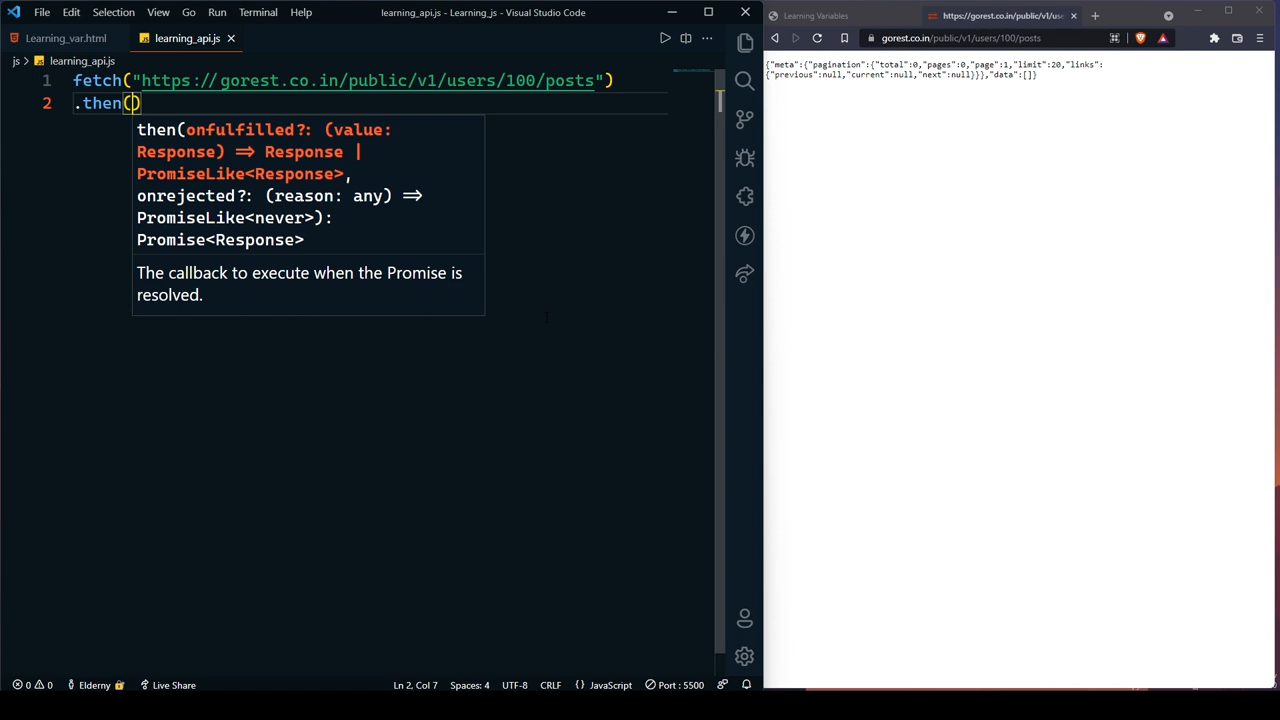 File Edit Selection View Go Run Terminal Help
learning_api.js - Learning_js - Visual Studio Code
Learning_var.html
learning_api.js
js
learning_api.js
1 fetch("https://gorest.co.in/public/v1/users/100/posts")
2 .then()
then(onfulfilled?: (value:
Response) => Response |
PromiseLike<Response>,
onrejected?: (reason: any) =>
PromiseLike<never>):
Promise<Response>
The callback to execute when the Promise is
resolved.
0 0 Elderny Live Share Ln 2, Col 7 Spaces: 4 UTF-8 CRLF {} JavaScript Port : 5500
Learning Variables
https://gorest.co.in/public/v1/use
gorest.co.in/public/v1/users/100/posts
{"meta":{"pagination":{"total":0,"pages":0,"page":1,"limit":20,"links":
{"previous":null,"current":null,"next":null}}},"data":[]}